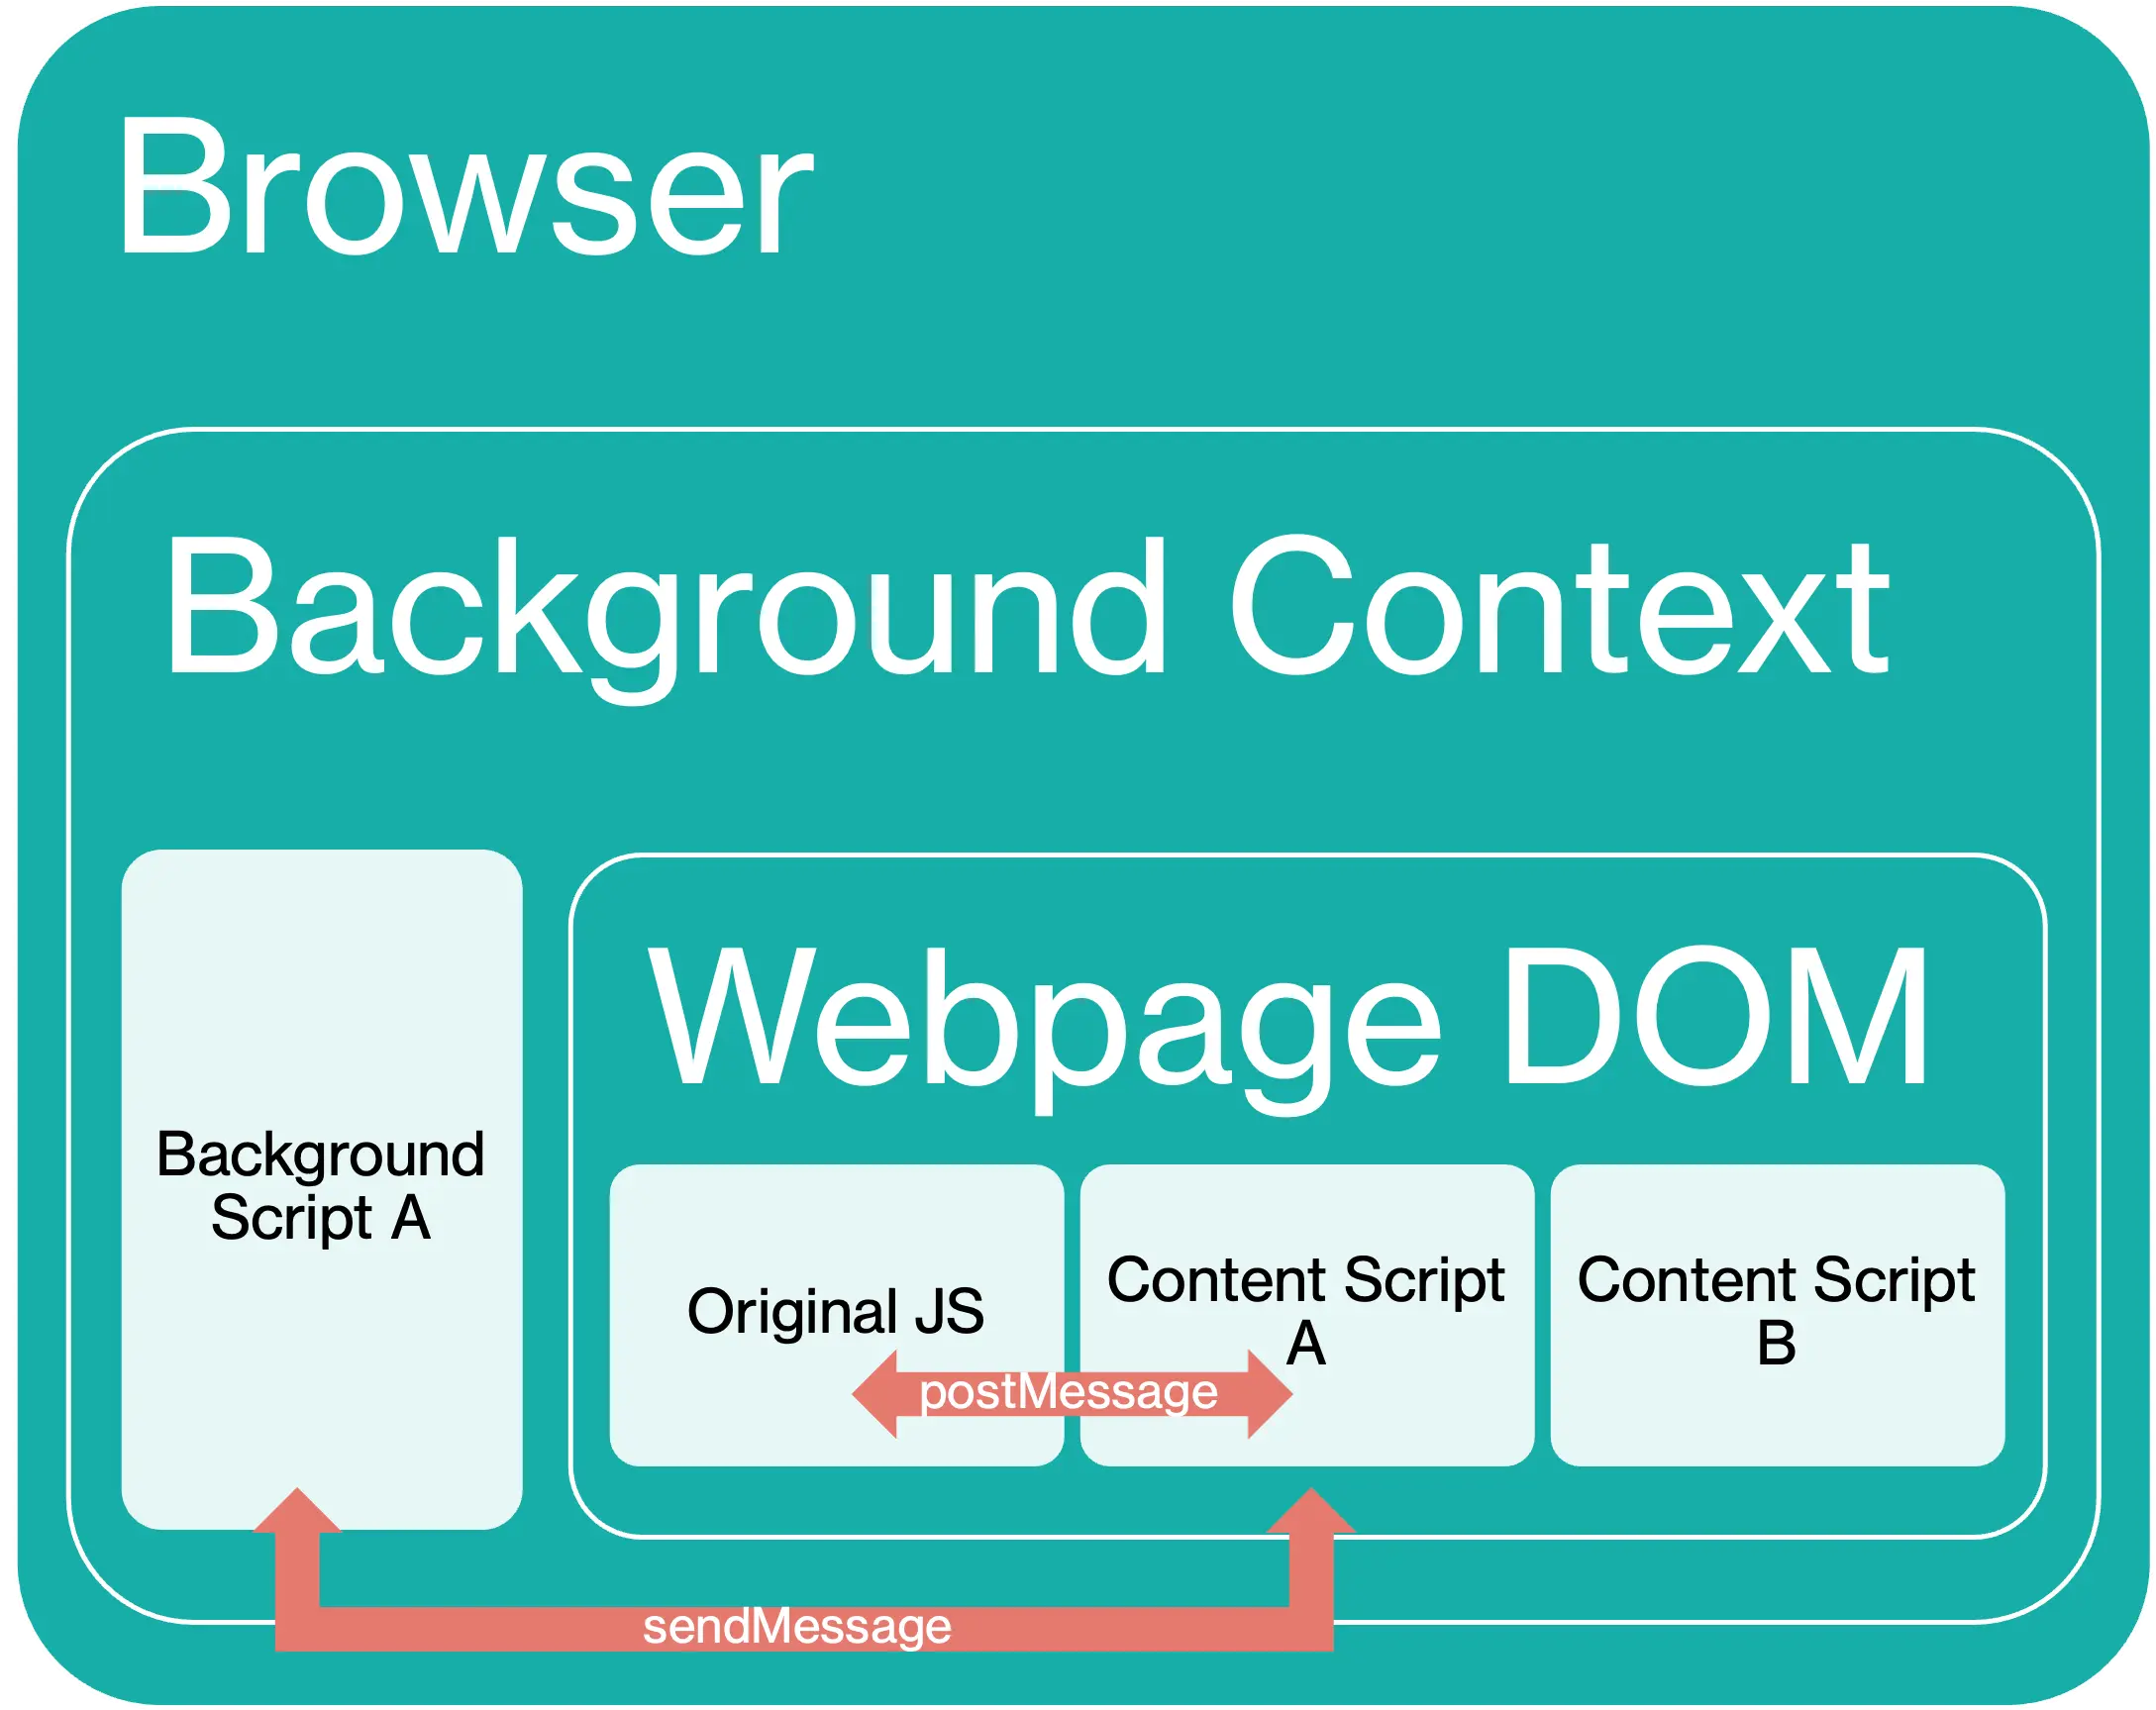 Browser
Background Context
Webpage DOM
Background
Script A
Original JS
Content Script
A
Content Script
B
postMessage
sendMessage